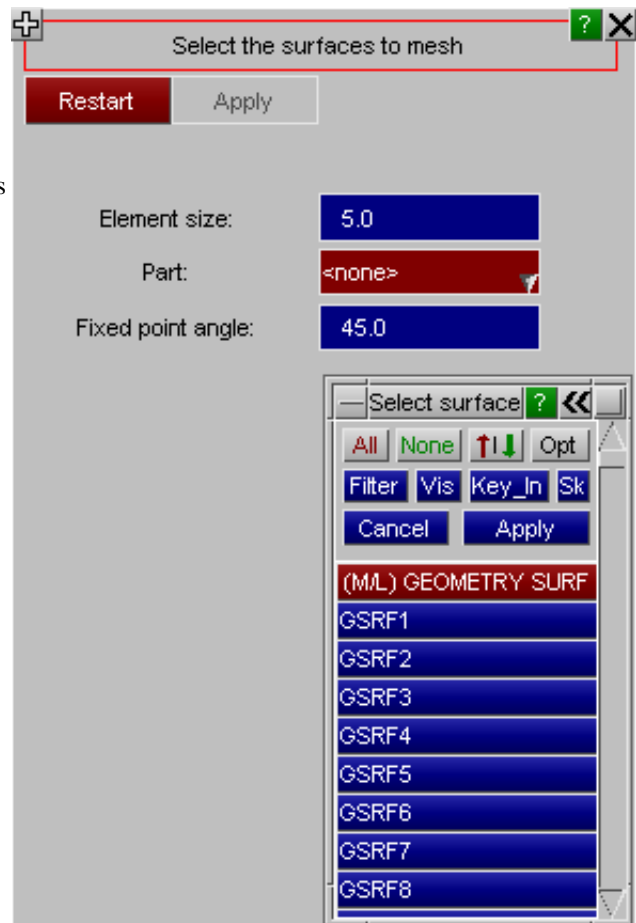 ? X
Select the surfaces to mesh
Restart Apply
s
Element size: 5.0
Part: <none>
Fixed point angle: 45.0
Select surface ?
All None Opt
Filter Vis Key_In Sk
Cancel Apply
(M/L) GEOMETRY SURF
GSRF1
GSRF2
GSRF3
GSRF4
GSRF5
GSRF6
GSRF7
GSRF8